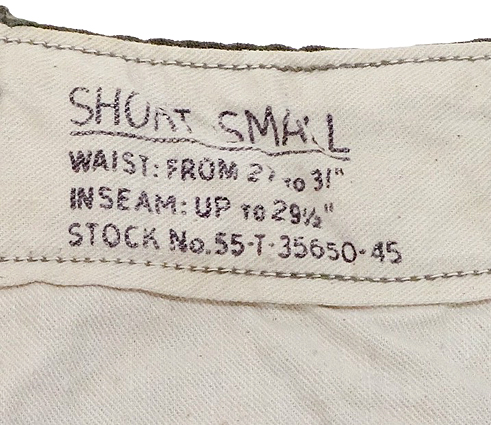 SHORT SMALL
WAIST: FROM 27 TO 31"
INSEAM: UP TO 29½"
STOCK No. 55-T-35650-45